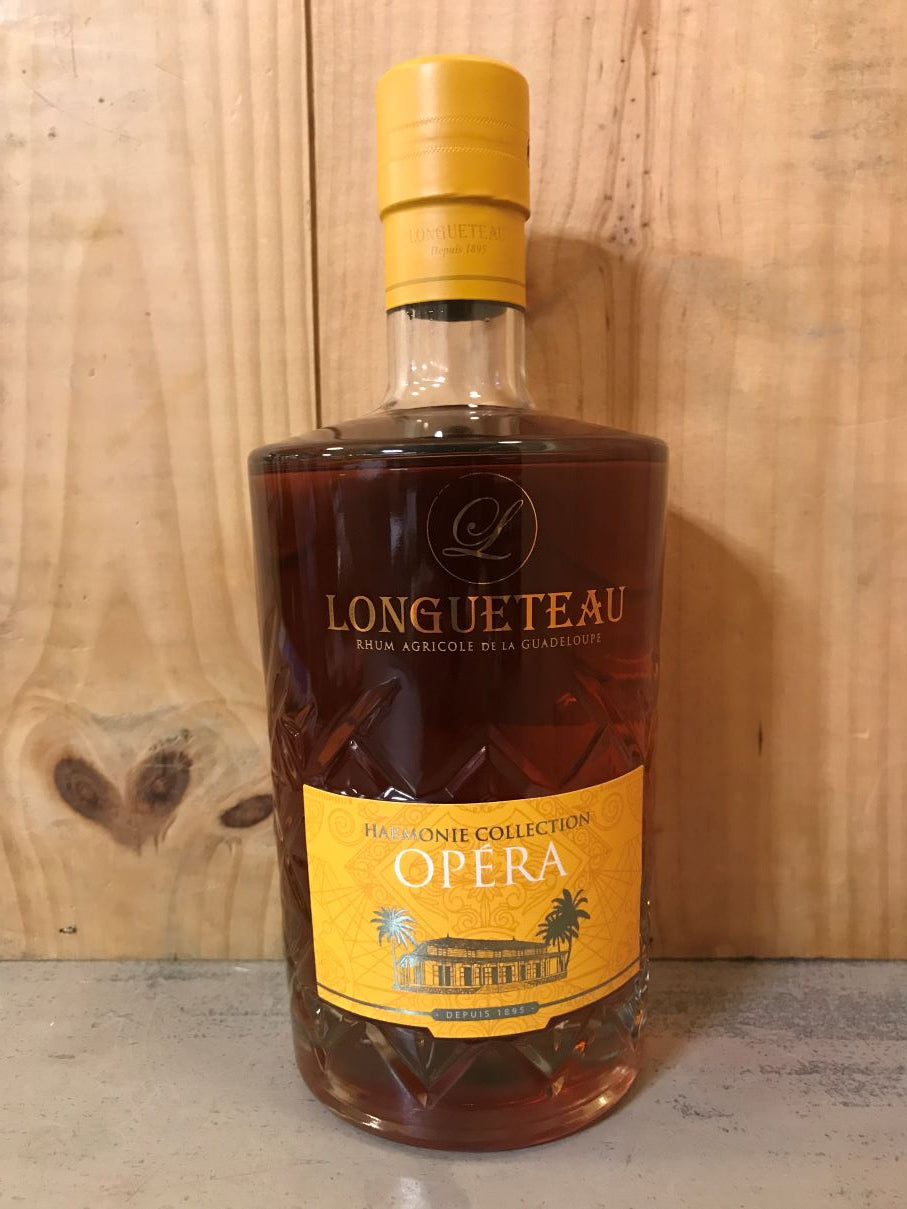 LONGUETEAU
Depuis 1895
L
LONGUETEAU
RHUM AGRICOLE DE LA GUADELOUPE
HARMONIE COLLECTION
OPÉRA
DEPUIS 1895